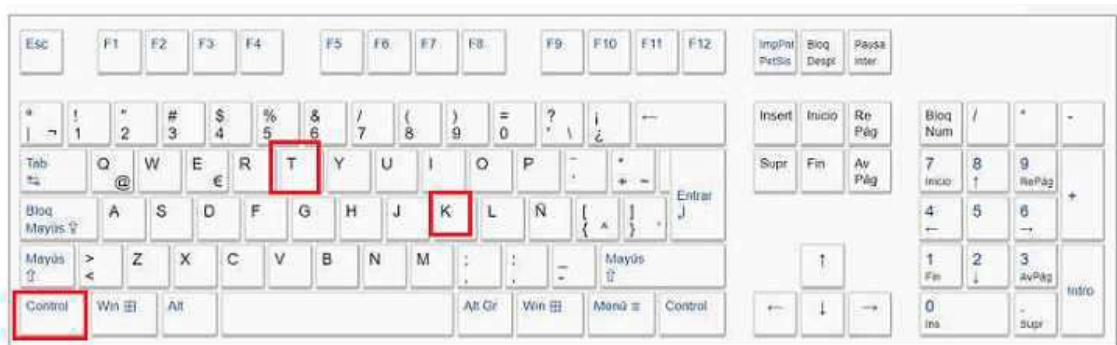 Esc F1 F2 F3 F4 F5 F6 F7 F8 F9 F10 F11 F12 ImpPnt Bloq Pausa
PetSis Despl Inter
° ! " # $ % & / ( ) = ? ¡ ←
| ¬ 1 2 3 4 5 6 7 8 9 0 ' \ ¿
Insert Inicio Re Pág Bloq Num / * -
Tab Q W E R T Y U I O P ¨ *
@ € ´ + ~ Entrar
Supr Fin Av Pág 7 8 9 +
Inicio ↑ RePág
Bloq A S D F G H J K L Ñ [ ]
Mayús ⇧ { ^ }
4 5 6
← →
Mayús > Z X C V B N M ; : _ Mayús
⇧ < , . - ⇧
↑ 1 2 3 Intro
Fin ↓ AvPág
Control Win Alt Alt Gr Win Menú Control
← ↓ → 0 .
Ins Supr